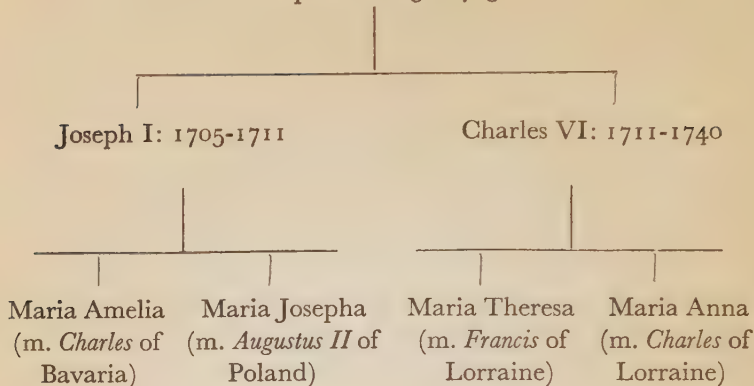 Joseph I: 1705-1711 Charles VI: 1711-1740
Maria Amelia Maria Josepha Maria Theresa Maria Anna
(m. Charles of (m. Augustus II of (m. Francis of (m. Charles of
Bavaria) Poland) Lorraine) Lorraine)